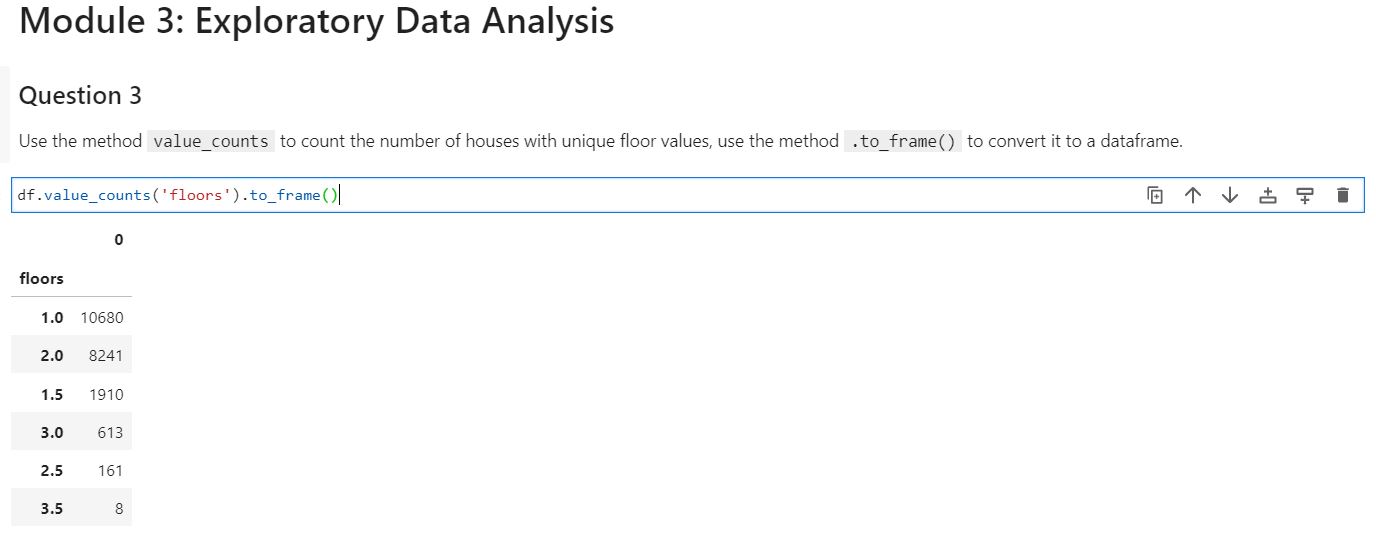 Module 3: Exploratory Data Analysis
Question 3
Use the method value_counts to count the number of houses with unique floor values, use the method .to_frame() to convert it to a dataframe.
df.value_counts('floors').to_frame()
0
floors
1.0 10680
2.0 8241
1.5 1910
3.0 613
2.5 161
3.5 8